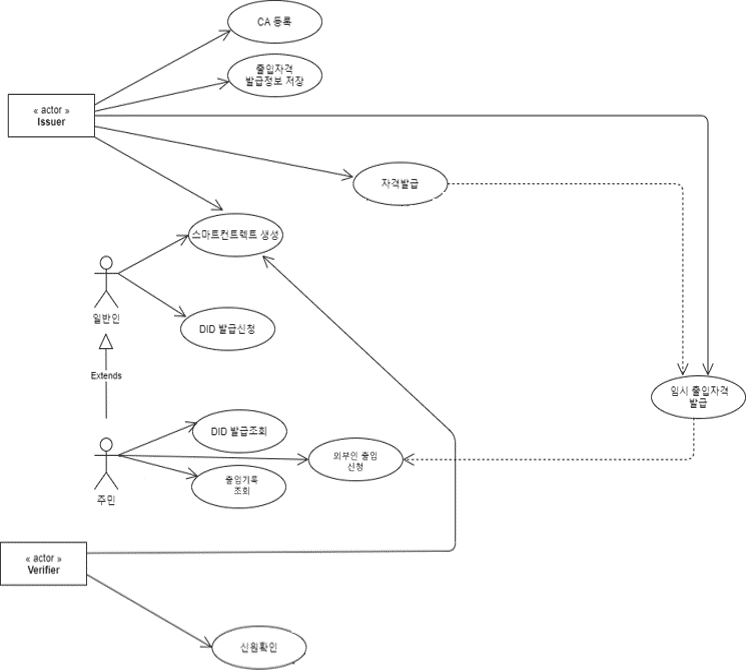 CA 등록
출입자격
발급정보 저장
« actor »
Issuer
자격발급
스마트컨트렉트 생성
일반인
DID 발급신청
Extends
임시 출입자격
발급
DID 발급조회
외부인 출입
신청
출입기록
조회
주민
« actor »
Verifier
신원확인